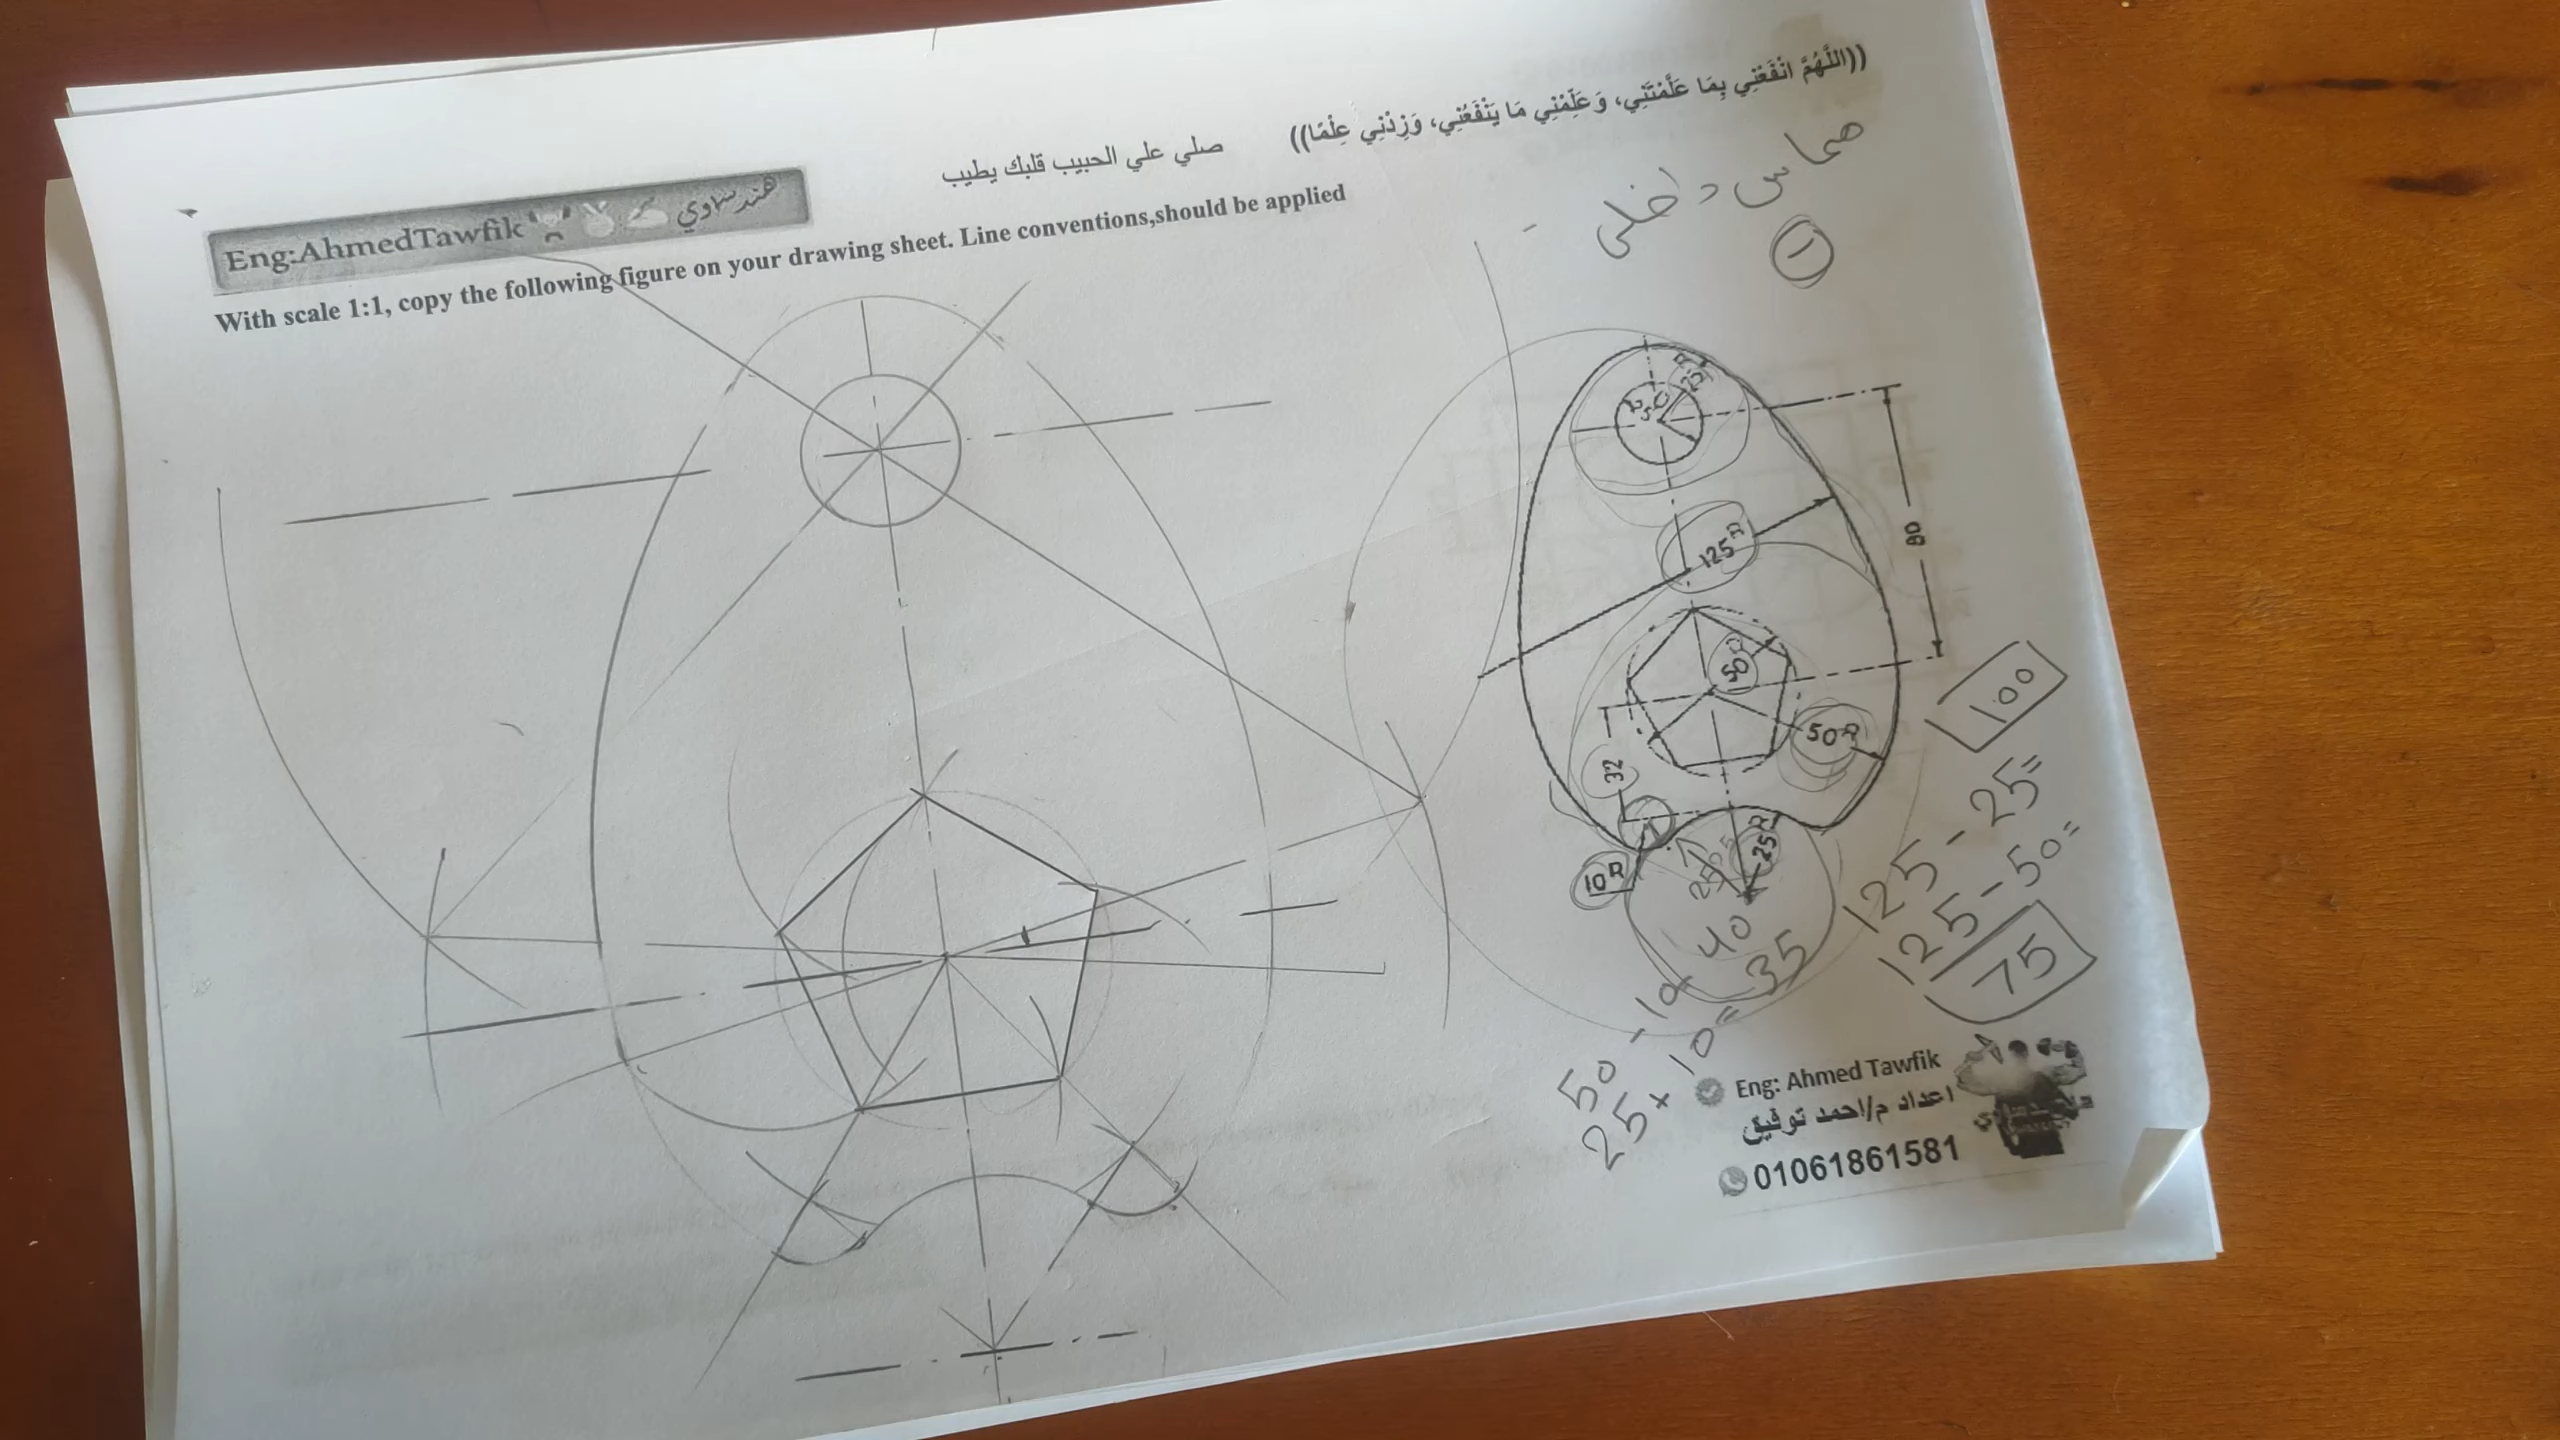 ((اللَّهُمَّ انْفَعْنِي بِمَا عَلَّمْتَنِي، وَعَلِّمْنِي مَا يَنْفَعُنِي، وَزِدْنِي عِلْمًا))
صلي علي الحبيب قلبك يطيب
Eng:AhmedTawfik هندساوي
With scale 1:1, copy the following figure on your drawing sheet. Line conventions,should be applied
مماس داخلي
١
25R
80
125R
50R
50R
32
10R
25R
100
125-25=
125-50=
75
50-10 40
25+10=35
Eng: Ahmed Tawfik
اعداد م/احمد توفيق
01061861581